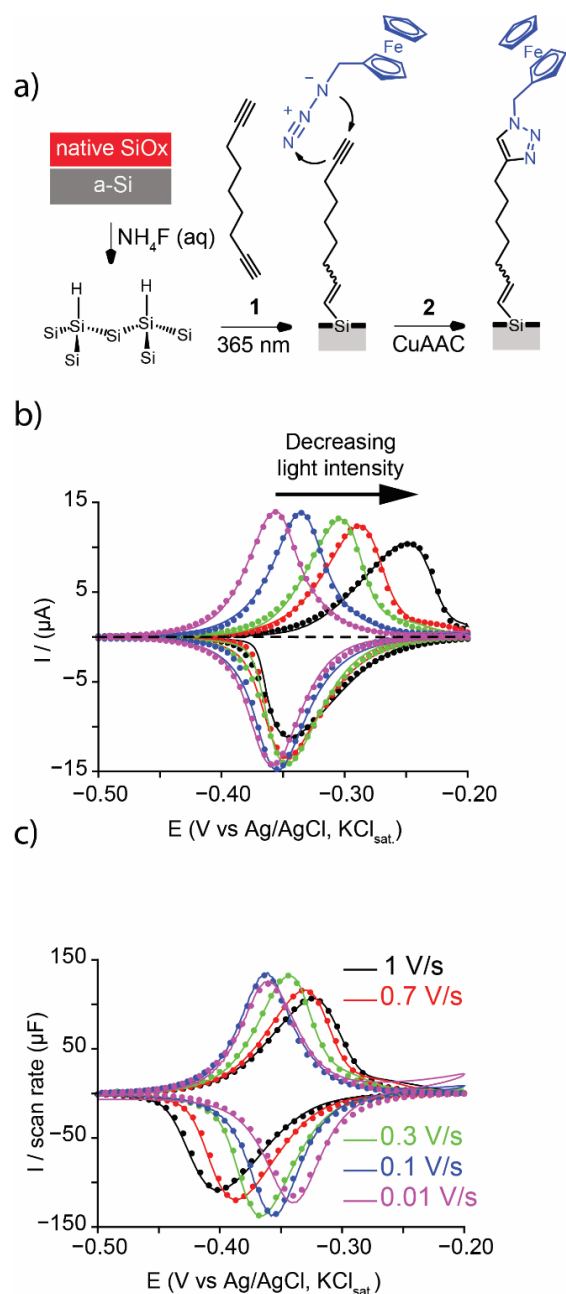 a)
Fe
Fe
−
N
+
N
N
N
N
N
native SiOx
a-Si
NH₄F (aq)
H
H
Si
Si
Si
Si
Si
Si
Si
1
365 nm
Si
2
CuAAC
Si
b)
Decreasing
light intensity
15
5
−5
−15
I / (μA)
−0.50
−0.40
−0.30
−0.20
E (V vs Ag/AgCl, KCl_sat.)
c)
150
50
−50
−150
I / scan rate (μF)
1 V/s
0.7 V/s
0.3 V/s
0.1 V/s
0.01 V/s
−0.50
−0.40
−0.30
−0.20
E (V vs Ag/AgCl, KCl_sat.)